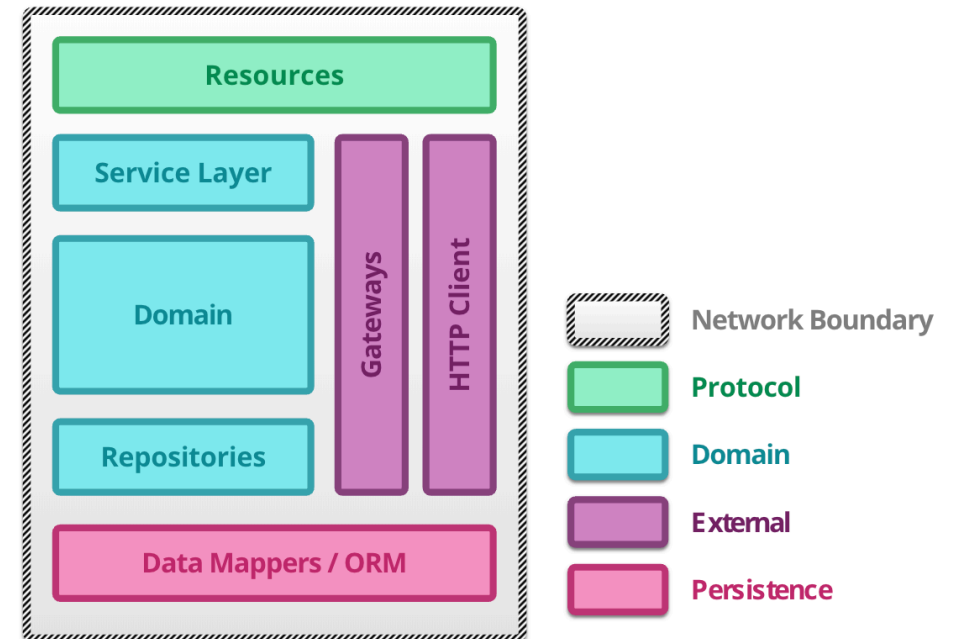 Resources
Service Layer
Domain
Repositories
Gateways
HTTP Client
Data Mappers / ORM
Network Boundary
Protocol
Domain
External
Persistence